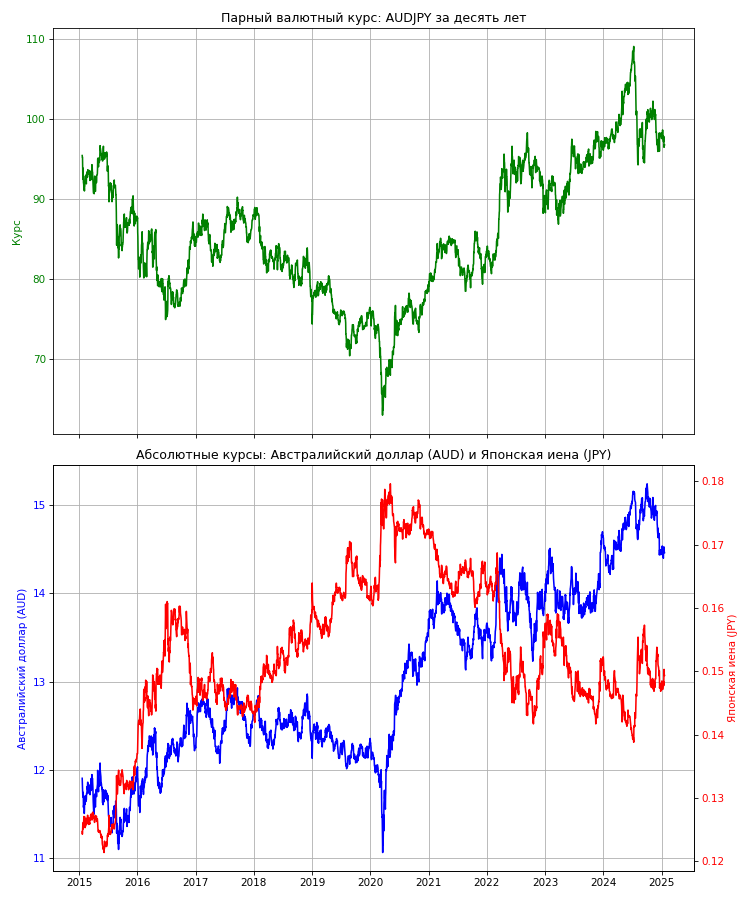 Парный валютный курс: AUDJPY за десять лет
110
100
90
80
70
Курс
Абсолютные курсы: Австралийский доллар (AUD) и Японская иена (JPY)
15
14
13
12
11
Австралийский доллар (AUD)
0.18
0.17
0.16
0.15
0.14
0.13
0.12
Японская иена (JPY)
2015 2016 2017 2018 2019 2020 2021 2022 2023 2024 2025